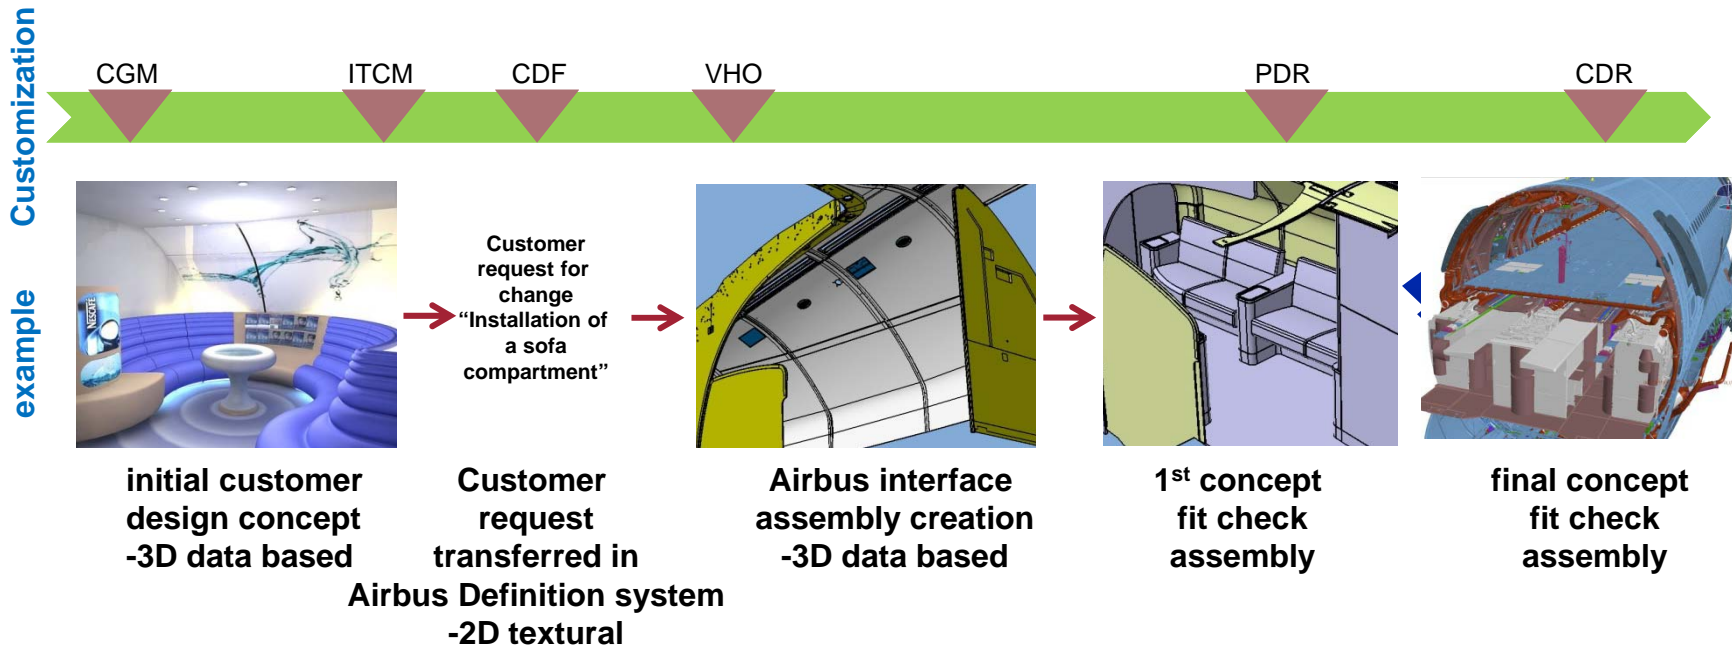 Customization
example
CGM
ITCM
CDF
VHO
PDR
CDR
NESCAFE
Customer
request for
change
“Installation of
a sofa
compartment”
initial customer
design concept
-3D data based
Customer
request
transferred in
Airbus Definition system
-2D textural
Airbus interface
assembly creation
-3D data based
1st concept
fit check
assembly
final concept
fit check
assembly